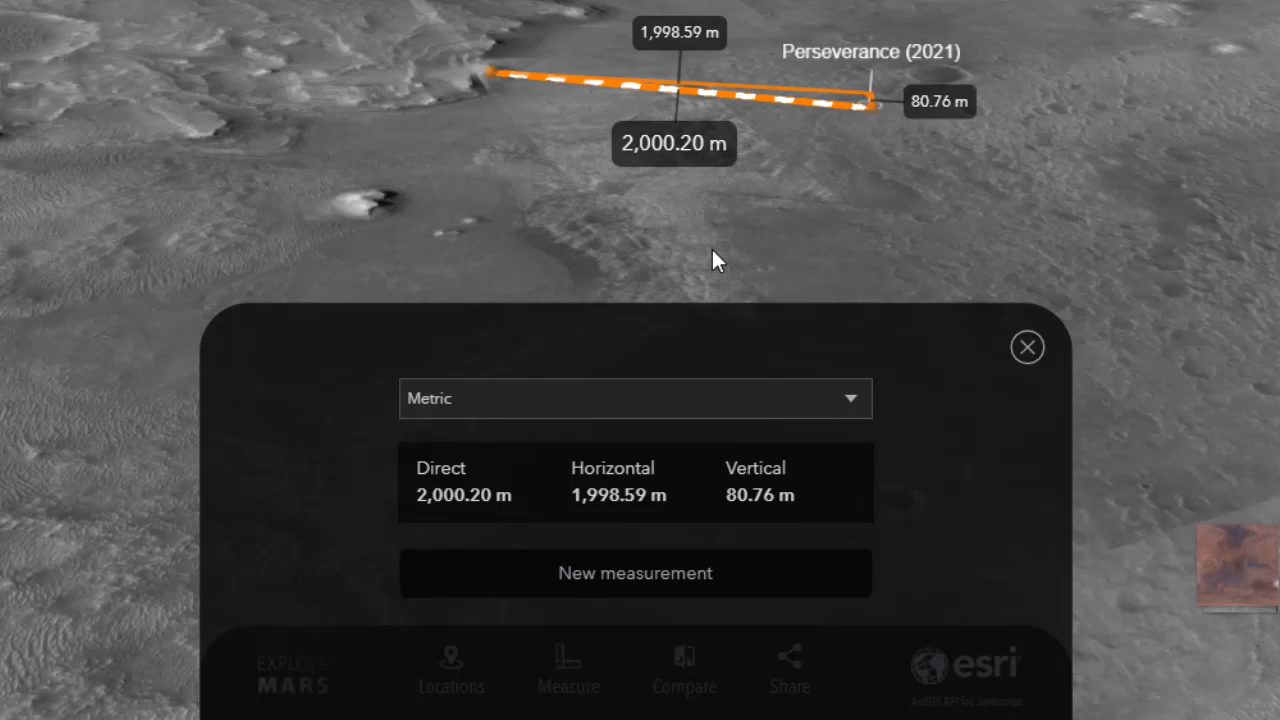 1,998.59 m
Perseverance (2021)
80.76 m
2,000.20 m
Metric
Direct Horizontal Vertical
2,000.20 m 1,998.59 m 80.76 m
New measurement
EXPLORE
MARS
Locations Measure Compare Share
esri
ArcGIS API for Javascript